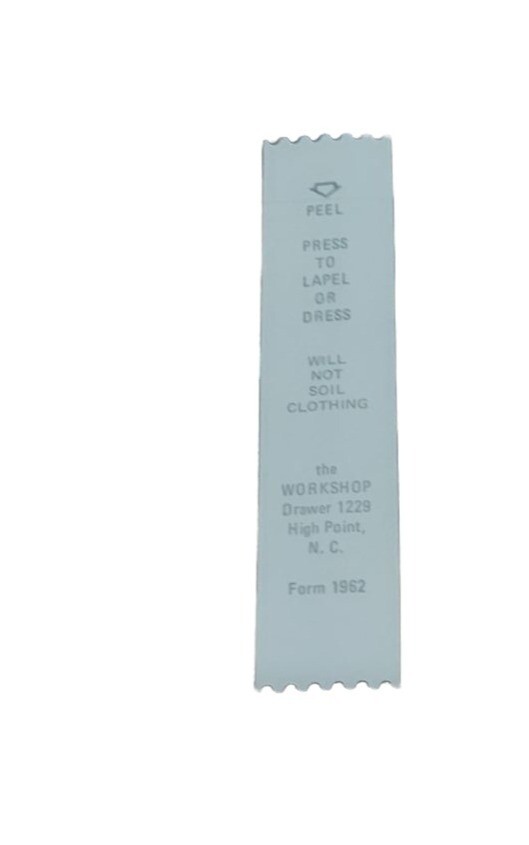 PEEL
PRESS
TO
LAPEL
OR
DRESS
WILL
NOT
SOIL
CLOTHING
the
WORKSHOP
Drawer 1229
High Point,
N. C.
Form 1962